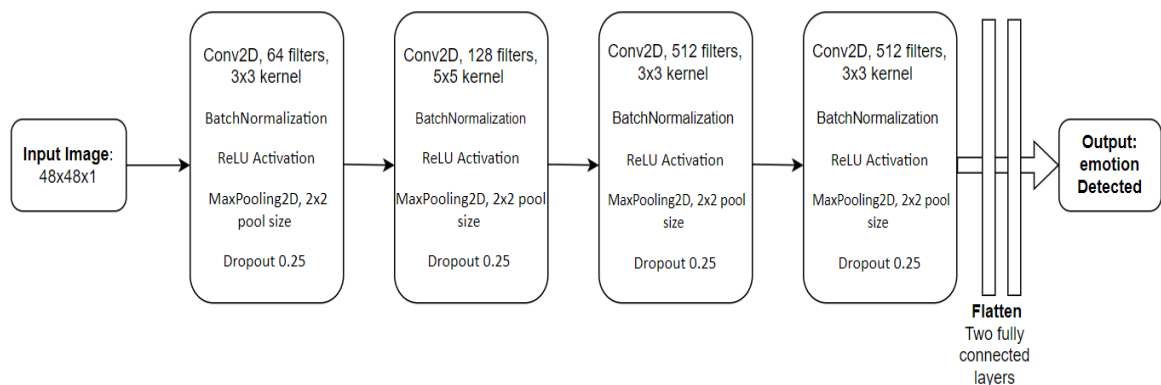 Input Image:
48x48x1
Conv2D, 64 filters,
3x3 kernel
BatchNormalization
ReLU Activation
MaxPooling2D, 2x2
pool size
Dropout 0.25
Conv2D, 128 filters,
5x5 kernel
BatchNormalization
ReLU Activation
MaxPooling2D, 2x2 pool
size
Dropout 0.25
Conv2D, 512 filters,
3x3 kernel
BatchNormalization
ReLU Activation
MaxPooling2D, 2x2 pool
size
Dropout 0.25
Conv2D, 512 filters,
3x3 kernel
BatchNormalization
ReLU Activation
MaxPooling2D, 2x2 pool
size
Dropout 0.25
Flatten
Two fully
connected
layers
Output:
emotion
Detected